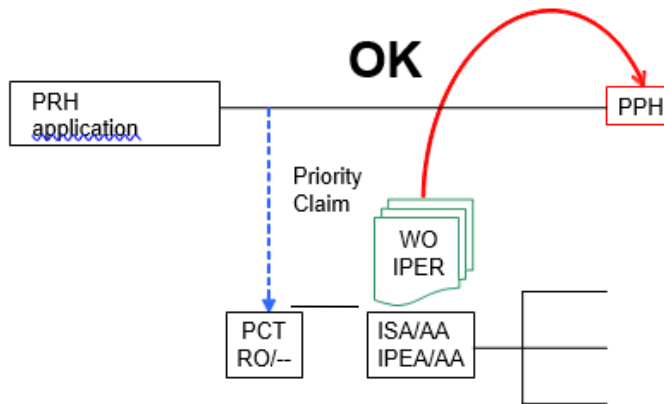 OK
PRH
application
PPH
Priority
Claim
WO
IPER
PCT
RO/--
ISA/AA
IPEA/AA